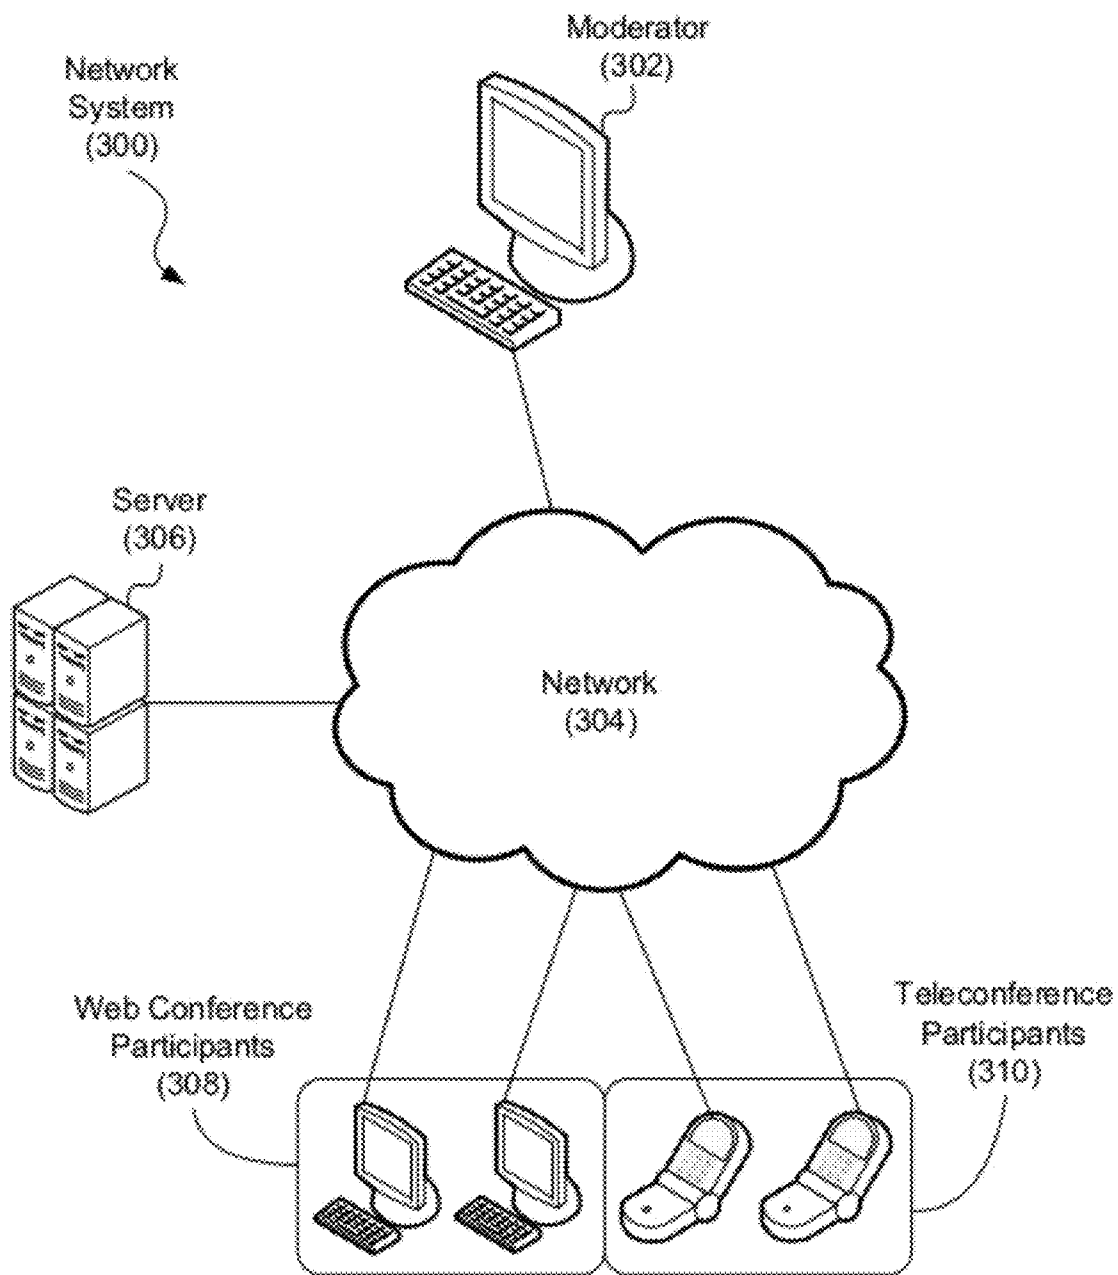 Moderator
(302)
Network
System
(300)
Server
(306)
Network
(304)
Web Conference
Participants
(308)
Teleconference
Participants
(310)